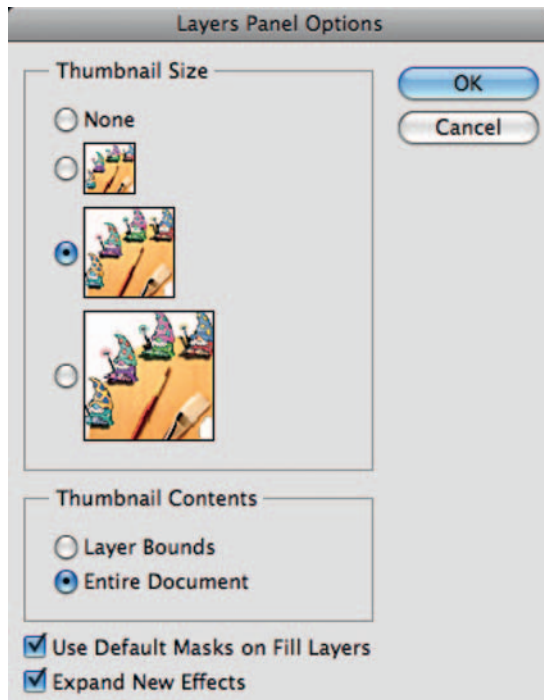 Layers Panel Options
Thumbnail Size
OK
None
Cancel
Thumbnail Contents
Layer Bounds
Entire Document
Use Default Masks on Fill Layers
Expand New Effects